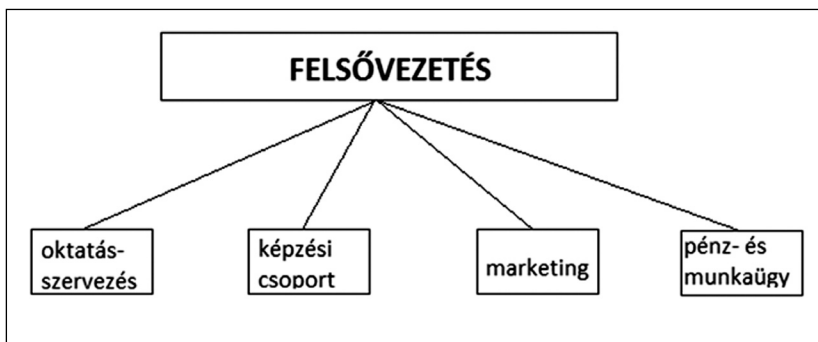 FELSŐVEZETÉS
oktatás-
szervezés
képzési
csoport
marketing
pénz- és
munkaügy